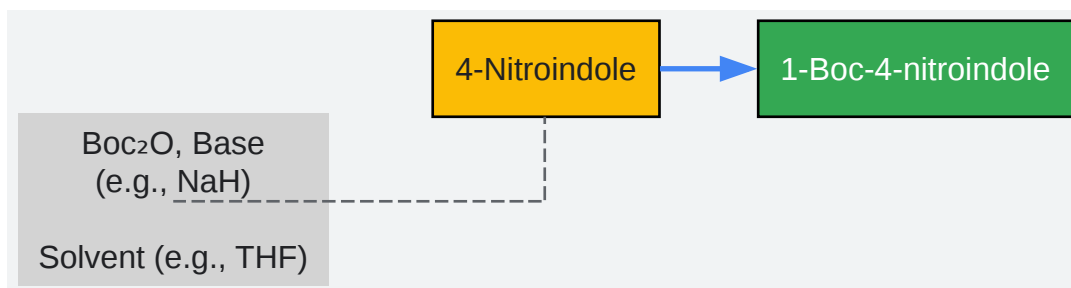 4-Nitroindole
1-Boc-4-nitroindole
Boc₂O, Base
(e.g., NaH)
Solvent (e.g., THF)